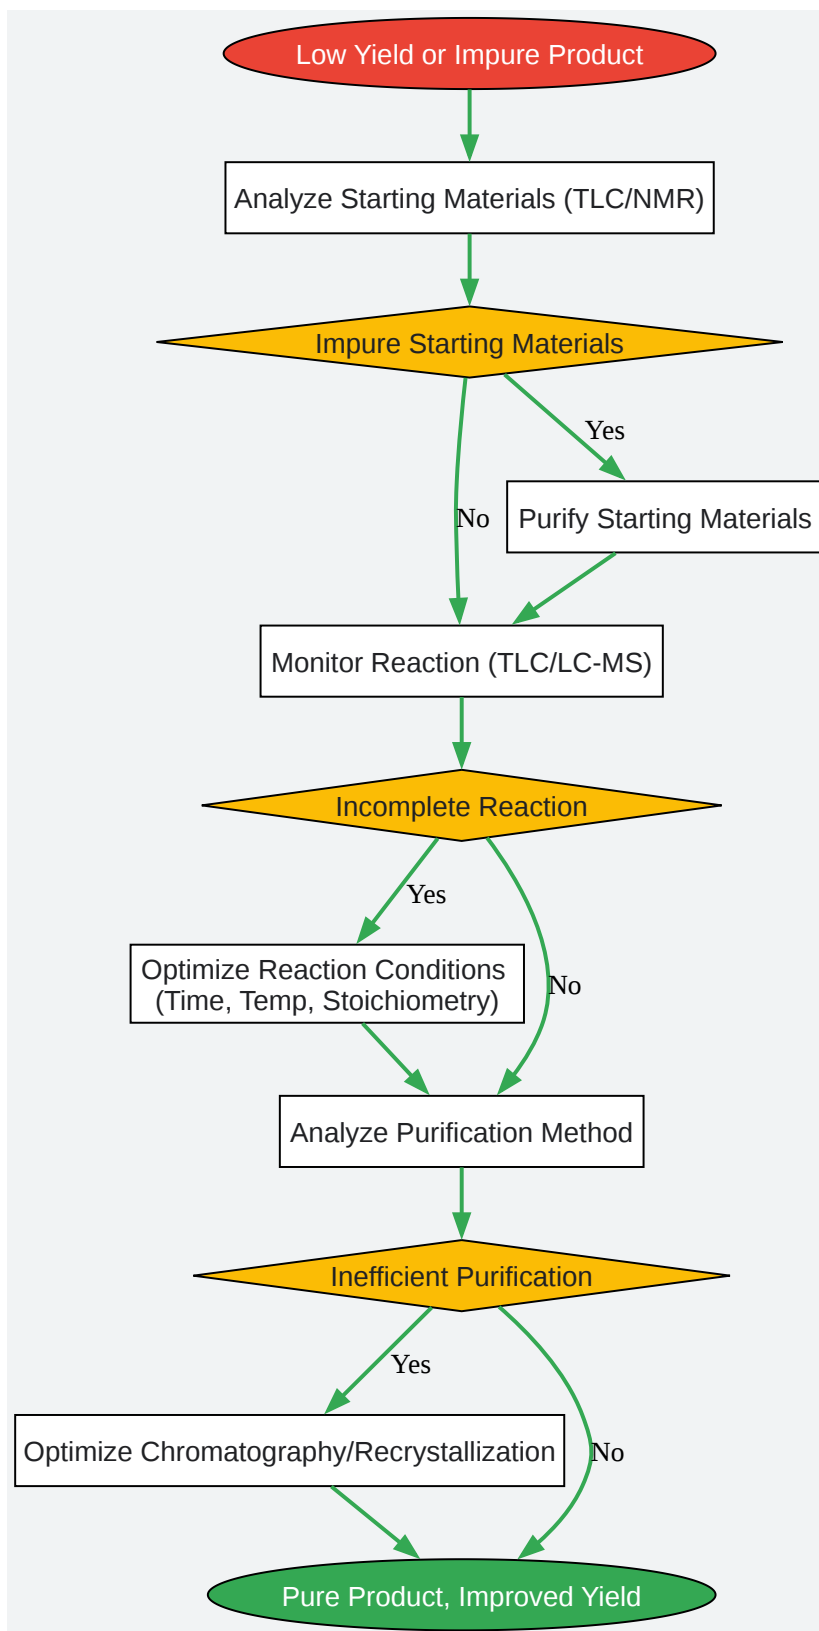 Low Yield or Impure Product
Analyze Starting Materials (TLC/NMR)
Impure Starting Materials
Yes
No
Purify Starting Materials
Monitor Reaction (TLC/LC-MS)
Incomplete Reaction
Yes
Optimize Reaction Conditions
(Time, Temp, Stoichiometry)
No
Analyze Purification Method
Inefficient Purification
Yes
Optimize Chromatography/Recrystallization
No
Pure Product, Improved Yield